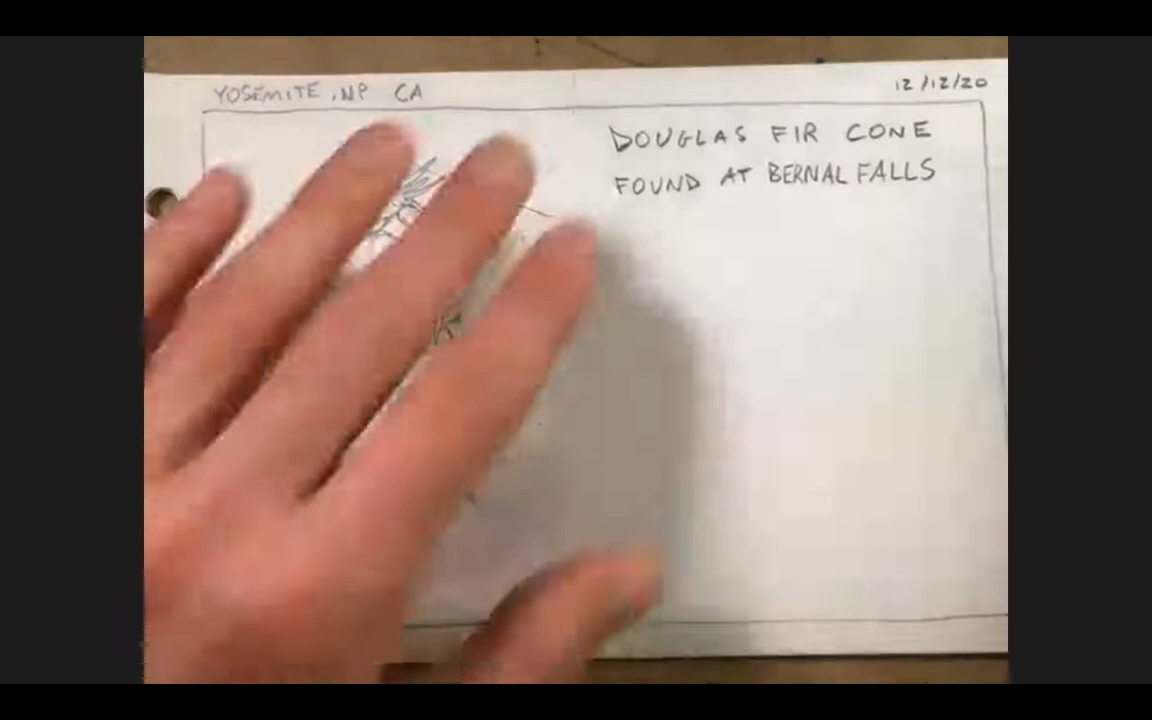 YOSEMITE, NP CA
12/12/20
DOUGLAS FIR CONE
FOUND AT BERNAL FALLS